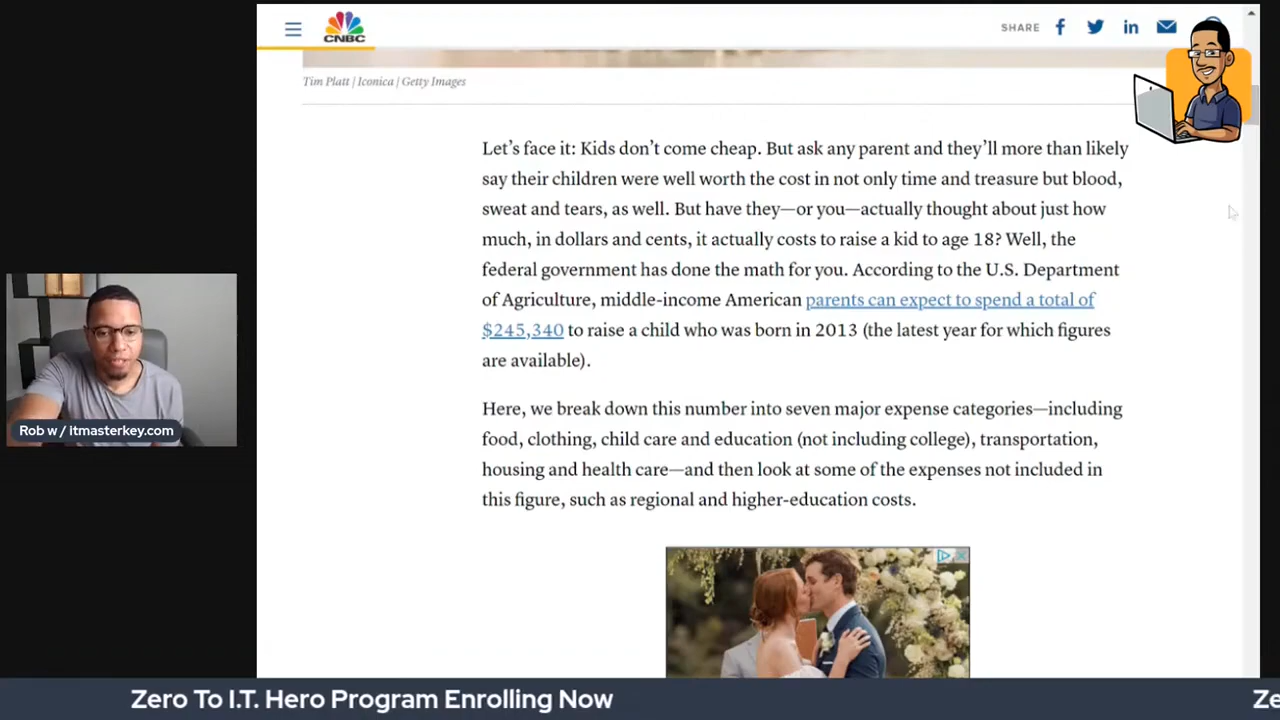 CNBC
SHARE
Tim Platt | Iconica | Getty Images
Let's face it: Kids don't come cheap. But ask any parent and they'll more than likely
say their children were well worth the cost in not only time and treasure but blood,
sweat and tears, as well. But have they—or you—actually thought about just how
much, in dollars and cents, it actually costs to raise a kid to age 18? Well, the
federal government has done the math for you. According to the U.S. Department
of Agriculture, middle-income American parents can expect to spend a total of
$245,340 to raise a child who was born in 2013 (the latest year for which figures
are available).
Here, we break down this number into seven major expense categories—including
food, clothing, child care and education (not including college), transportation,
housing and health care—and then look at some of the expenses not included in
this figure, such as regional and higher-education costs.
Rob w / itmasterkey.com
Zero To I.T. Hero Program Enrolling Now
Ze